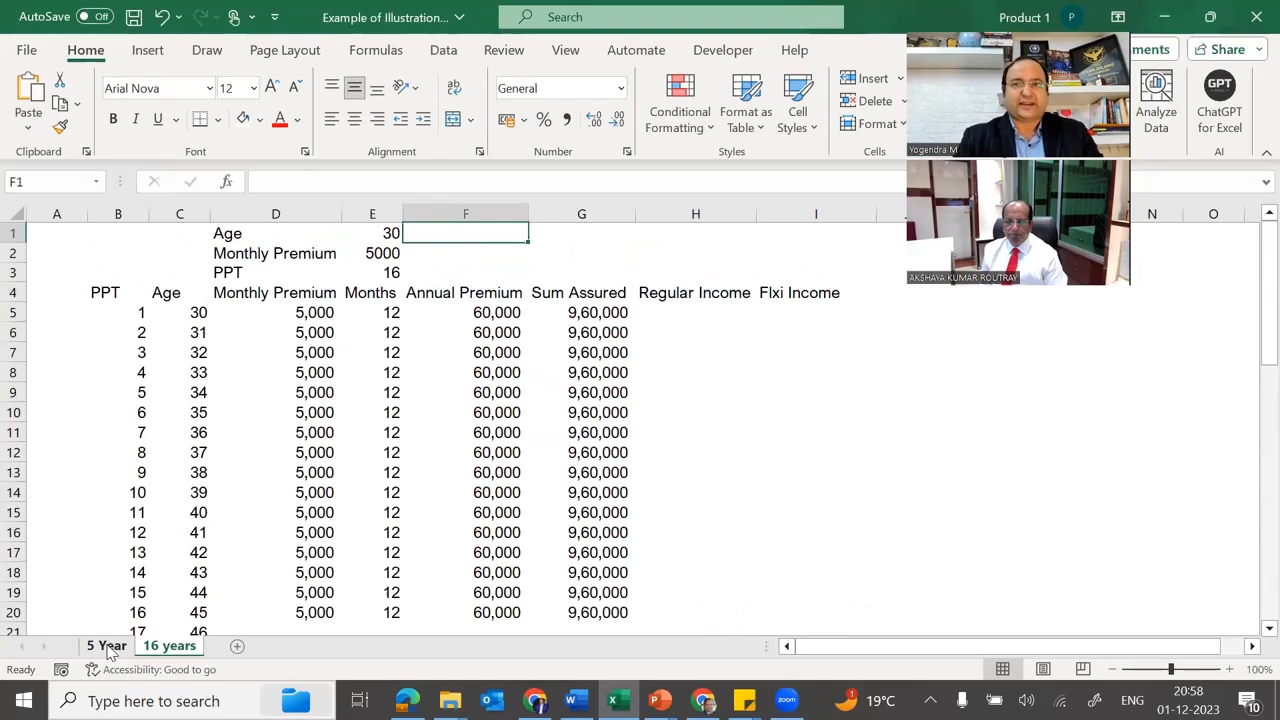 AutoSave Off Example of Illustration... Search Product 1 P
File Home Insert Draw Page Layout Formulas Data Review View Automate Developer Help ments Share
Paste Arial Nova 12 General Conditional Formatting Format as Table Cell Styles Insert Delete Format Analyze Data ChatGPT for Excel
B I U A
Clipboard Font Alignment Number Styles Cells AI
Yogendra M
F1 fx
A B C D E F G H I N O
1 Age 30
2 Monthly Premium 5000
3 PPT 16
4 PPT Age Monthly Premium Months Annual Premium Sum Assured Regular Income Flxi Income
5 1 30 5,000 12 60,000 9,60,000
6 2 31 5,000 12 60,000 9,60,000
7 3 32 5,000 12 60,000 9,60,000
8 4 33 5,000 12 60,000 9,60,000
9 5 34 5,000 12 60,000 9,60,000
10 6 35 5,000 12 60,000 9,60,000
11 7 36 5,000 12 60,000 9,60,000
12 8 37 5,000 12 60,000 9,60,000
13 9 38 5,000 12 60,000 9,60,000
14 10 39 5,000 12 60,000 9,60,000
15 11 40 5,000 12 60,000 9,60,000
16 12 41 5,000 12 60,000 9,60,000
17 13 42 5,000 12 60,000 9,60,000
18 14 43 5,000 12 60,000 9,60,000
19 15 44 5,000 12 60,000 9,60,000
20 16 45 5,000 12 60,000 9,60,000
21 17 46
AKSHAYA KUMAR ROUTRAY
5 Year 16 years
Ready Accessibility: Good to go 100%
Type here to search zoom 1 19°C ENG 20:58 01-12-2023 10